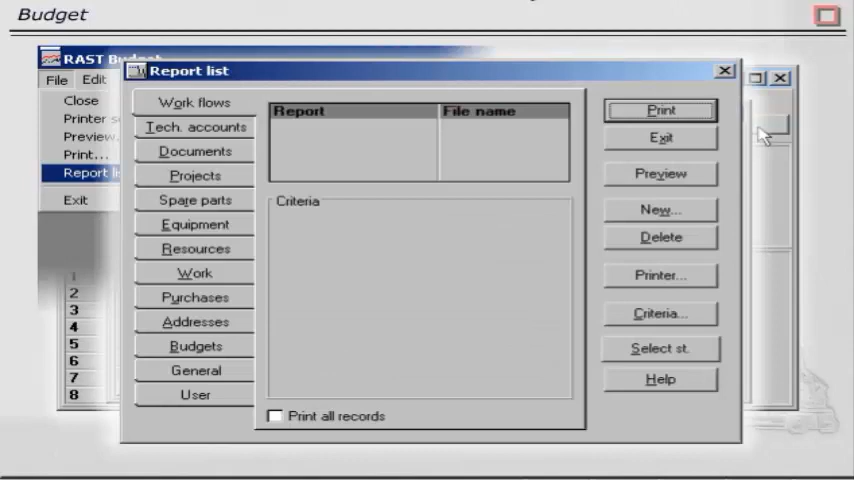 Budget
RAST B
File Edit
Close
Printer s
Preview.
Print...
Report li
Exit
Report list
Work flows
Tech. accounts
Documents
Projects
Spare parts
Equipment
Resources
Work
Purchases
Addresses
Budgets
General
User
Report File name
Criteria
Print all records
Print
Exit
Preview
New...
Delete
Printer...
Criteria...
Select st.
Help
1
2
3
4
5
6
7
8